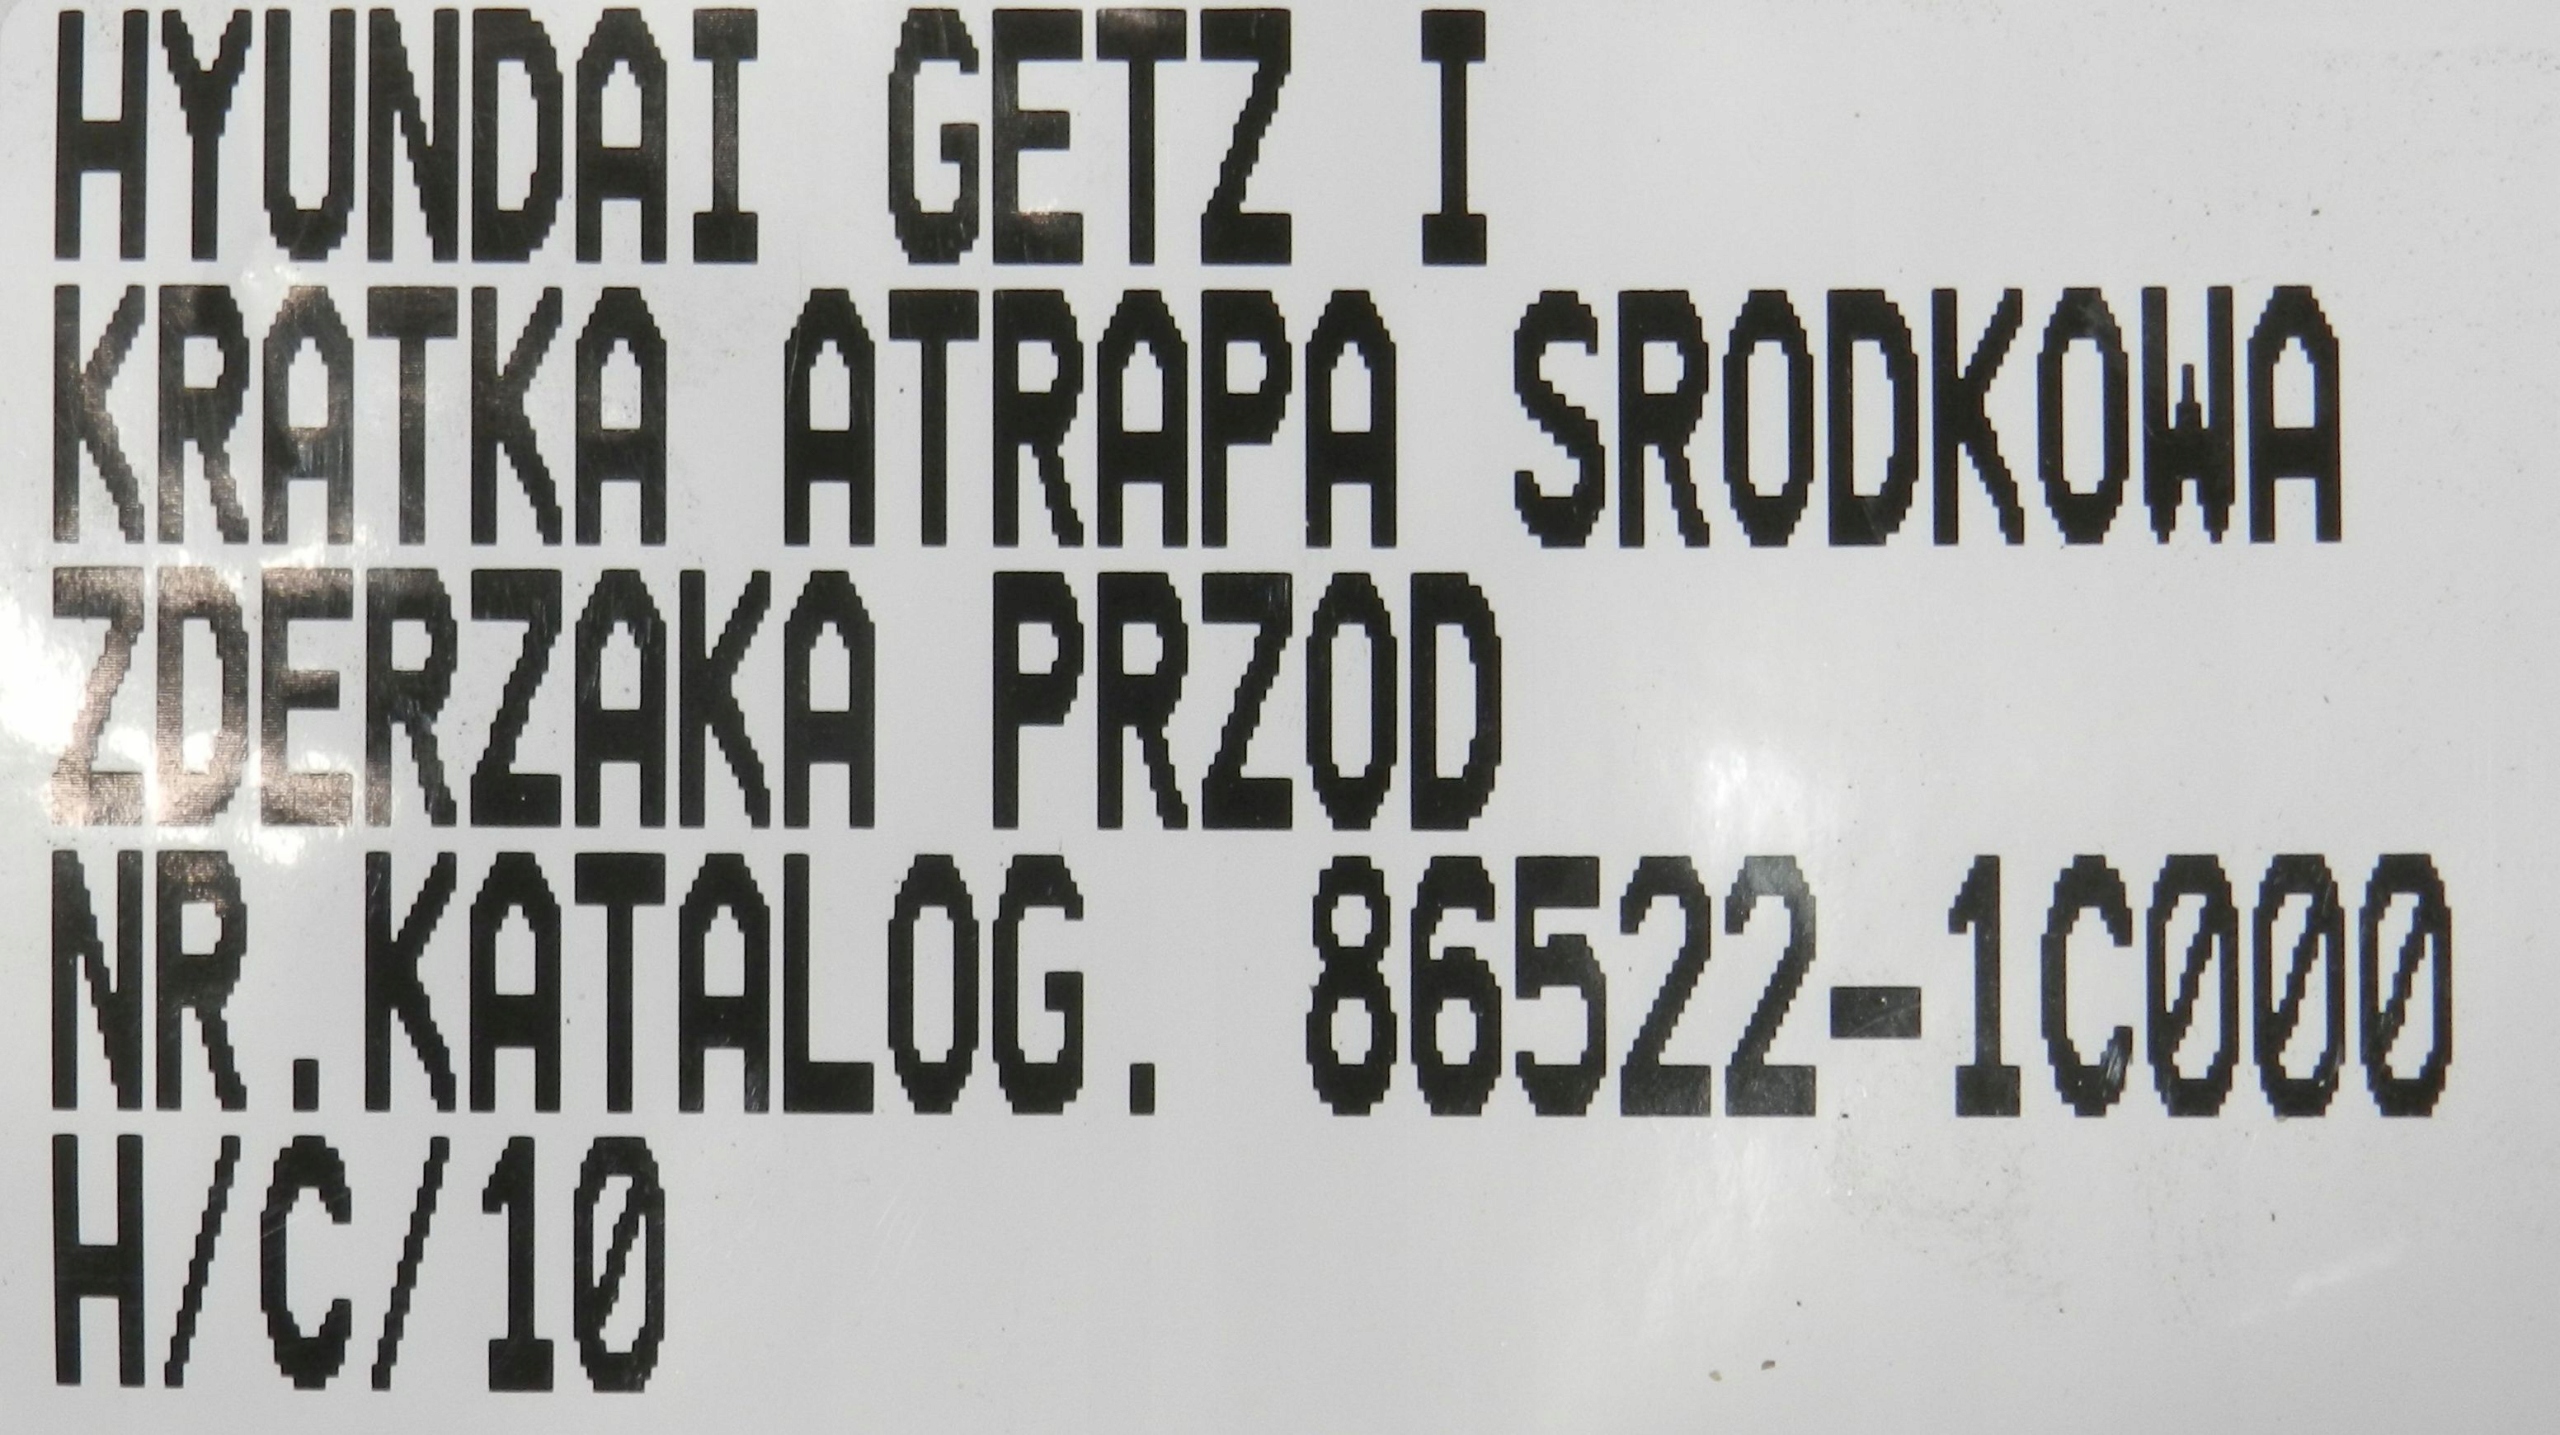 HYUNDAI GETZ I
KRATKA ATRAPA SRODKOWA
ZDERZAKA PRZOD
NR.KATALOG. 86522-1C000
H/C/10